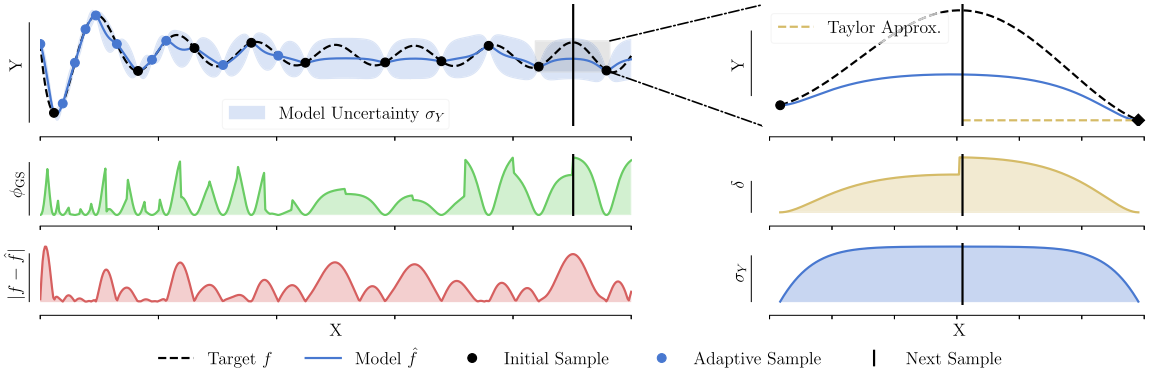 Y
Model Uncertainty σ_Y
Y
Taylor Approx.
ϕ_GS
δ
|f − f̂|
σ_Y
X
X
Target f
Model f̂
Initial Sample
Adaptive Sample
Next Sample